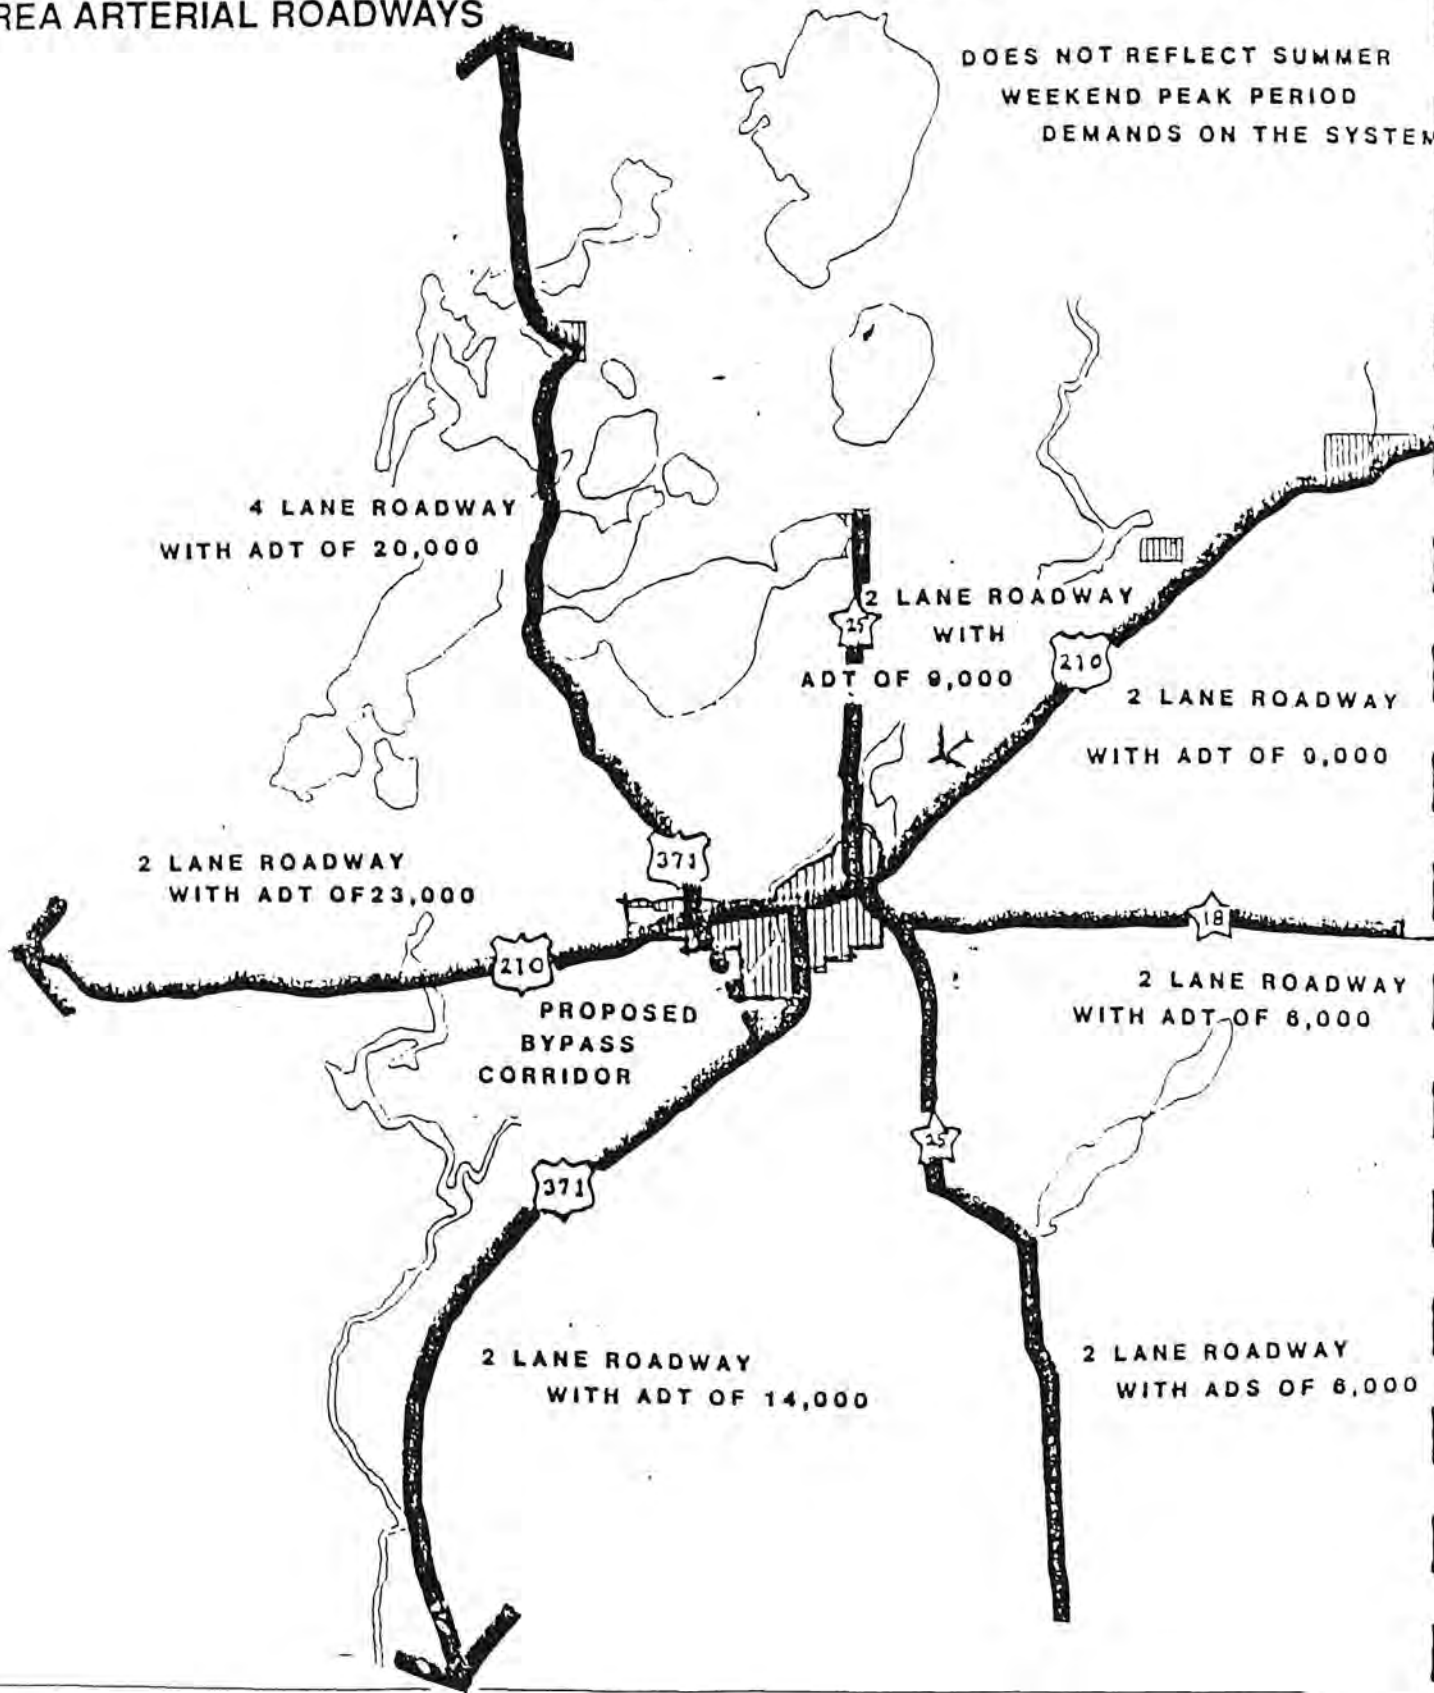 REA ARTERIAL ROADWAYS
DOES NOT REFLECT SUMMER
WEEKEND PEAK PERIOD
DEMANDS ON THE SYSTEM
4 LANE ROADWAY
WITH ADT OF 20,000
25
2 LANE ROADWAY
WITH
ADT OF 9,000
210
2 LANE ROADWAY
WITH ADT OF 9,000
371
2 LANE ROADWAY
WITH ADT OF 23,000
18
210
2 LANE ROADWAY
WITH ADT OF 6,000
PROPOSED
BYPASS
CORRIDOR
25
371
2 LANE ROADWAY
WITH ADT OF 14,000
2 LANE ROADWAY
WITH ADS OF 6,000